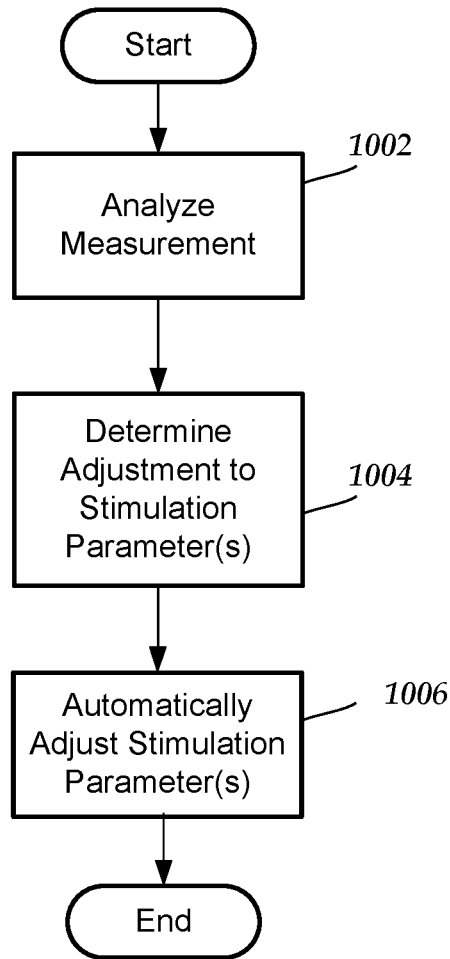 Start
1002
Analyze
Measurement
Determine
Adjustment to
Stimulation
Parameter(s)
1004
Automatically
Adjust Stimulation
Parameter(s)
1006
End